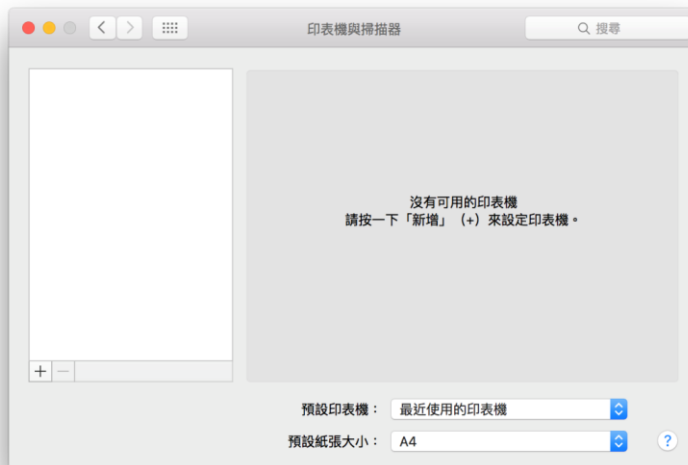 印表機與掃描器
搜尋
沒有可用的印表機
請按一下「新增」（+）來設定印表機。
+ −
預設印表機： 最近使用的印表機
預設紙張大小： A4
?